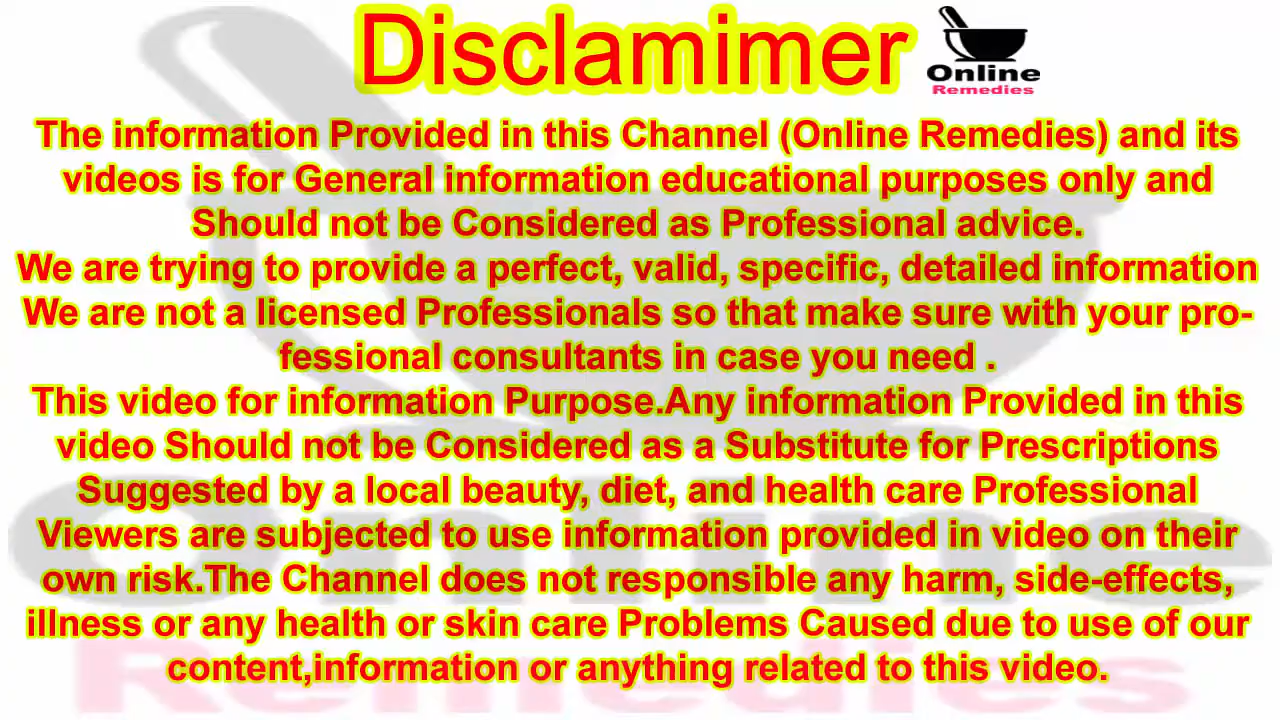 Disclamimer
Online
Remedies
The information Provided in this Channel (Online Remedies) and its
videos is for General information educational purposes only and
Should not be Considered as Professional advice.
We are trying to provide a perfect, valid, specific, detailed information
We are not a licensed Professionals so that make sure with your pro-
fessional consultants in case you need .
This video for information Purpose.Any information Provided in this
video Should not be Considered as a Substitute for Prescriptions
Suggested by a local beauty, diet, and health care Professional
Viewers are subjected to use information provided in video on their
own risk.The Channel does not responsible any harm, side-effects,
illness or any health or skin care Problems Caused due to use of our
content,information or anything related to this video.
Online
Remedies